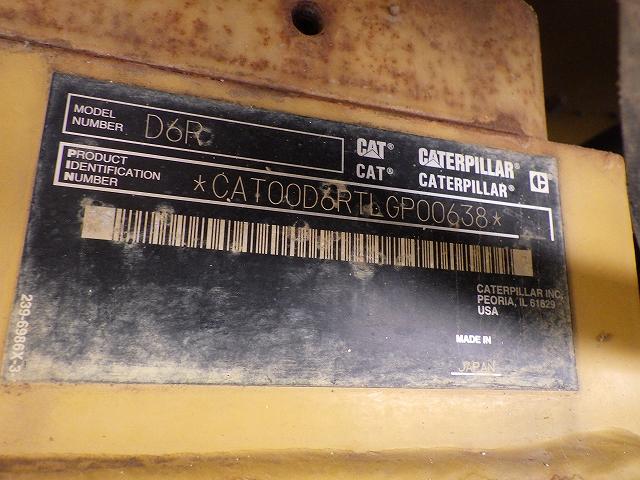 MODEL NUMBER D6R
CAT® CATERPILLAR®
CAT® CATERPILLAR®
PRODUCT IDENTIFICATION NUMBER *CAT00D6RTLGP00638*
CATERPILLAR INC.
PEORIA, IL 61629
USA
MADE IN
JAPAN
239-6986X-3